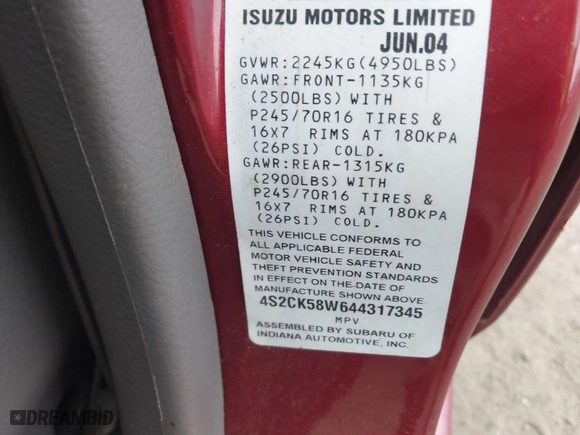 ISUZU MOTORS LIMITED
JUN.04
GVWR:2245KG(4950LBS)
GAWR:FRONT-1135KG
(2500LBS) WITH
P245/70R16 TIRES &
16X7 RIMS AT 180KPA
(26PSI) COLD.
GAWR:REAR-1315KG
(2900LBS) WITH
P245/70R16 TIRES &
16X7 RIMS AT 180KPA
(26PSI) COLD.
THIS VEHICLE CONFORMS TO
ALL APPLICABLE FEDERAL
MOTOR VEHICLE SAFETY AND
THEFT PREVENTION STANDARDS
IN EFFECT ON THE DATE OF
MANUFACTURE SHOWN ABOVE.
4S2CK58W644317345
MPV
ASSEMBLED BY SUBARU OF
INDIANA AUTOMOTIVE, INC.
DREAMBID